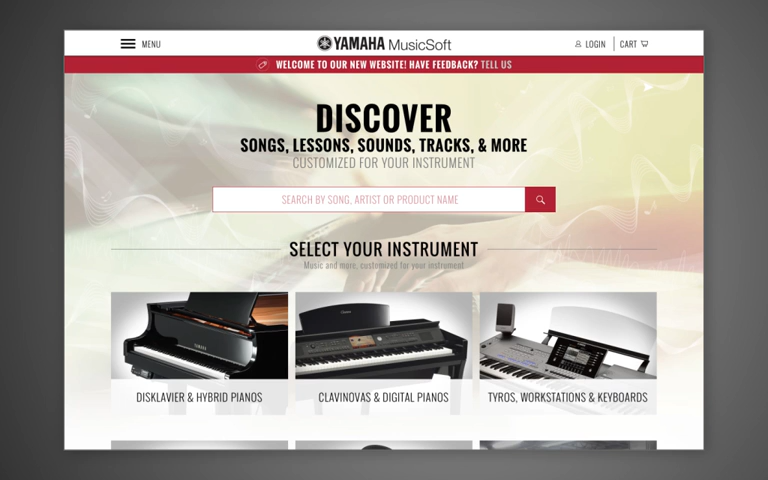 MENU
YAMAHA MusicSoft
LOGIN
CART
WELCOME TO OUR NEW WEBSITE! HAVE FEEDBACK? TELL US
DISCOVER
SONGS, LESSONS, SOUNDS, TRACKS, & MORE
CUSTOMIZED FOR YOUR INSTRUMENT
SEARCH BY SONG, ARTIST OR PRODUCT NAME
SELECT YOUR INSTRUMENT
Music and more, customized for your instrument
YAMAHA
DISKLAVIER & HYBRID PIANOS
CLAVINOVAS & DIGITAL PIANOS
TYROS, WORKSTATIONS & KEYBOARDS